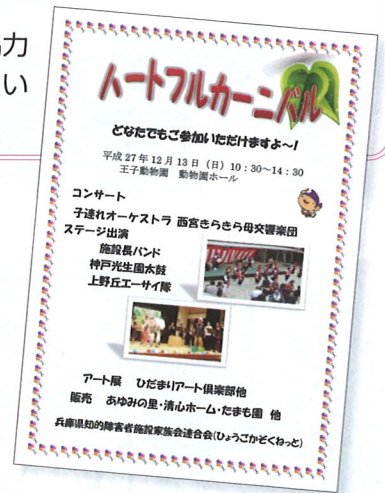 力
い
ハートフルカーニバル
どなたでもご参加いただけますよ～!
平成27年12月13日（日）10：30～14：30
王子動物園 動物園ホール
コンサート
子連れオーケストラ 西宮きらきら母交響楽団
ステージ出演
施設長バンド
神戸光生園太鼓
上野丘エーサイ隊
アート展 ひだまりアート倶楽部他
販売 あゆみの里・清心ホーム・たまも園 他
兵庫県知的障害者施設家族会連合会(ひょうごかぞくねっと)